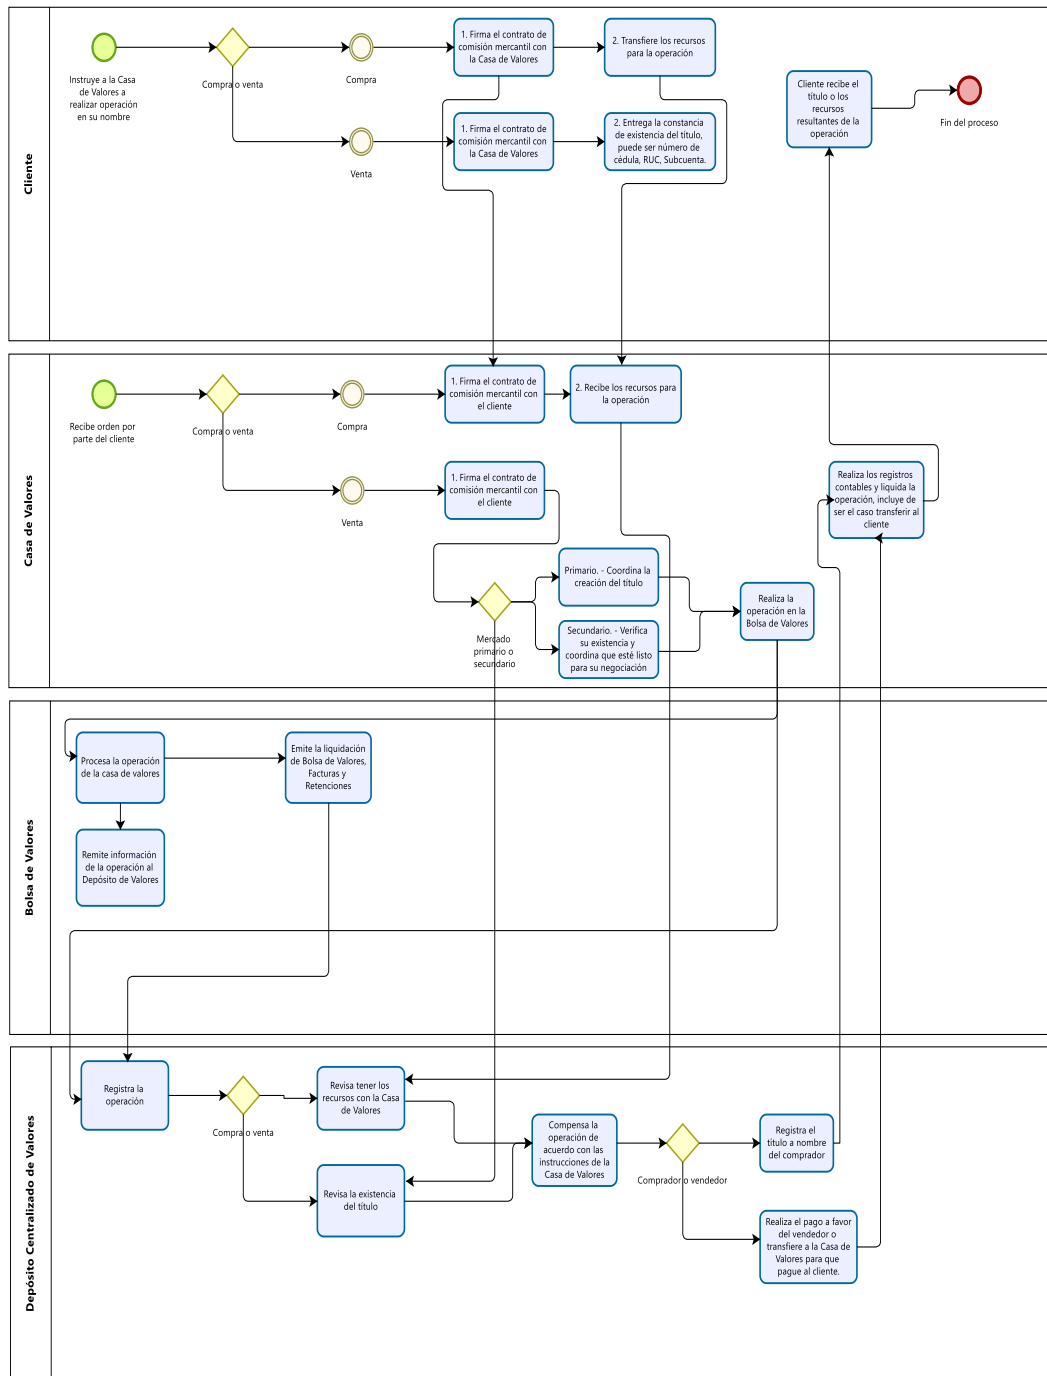 Cliente
Instruye a la Casa
de Valores a
realizar operación
en su nombre
Compra o venta
Compra
Venta
1. Firma el contrato de
comisión mercantil con
la Casa de Valores
2. Transfiere los recursos
para la operación
1. Firma el contrato de
comisión mercantil con
la Casa de Valores
2. Entrega la constancia
de existencia del título,
puede ser número de
cédula, RUC, Subcuenta.
Cliente recibe el
título o los
recursos
resultantes de la
operación
Fin del proceso
Casa de Valores
Recibe orden por
parte del cliente
Compra o venta
Compra
Venta
1. Firma el contrato de
comisión mercantil con
el cliente
2. Recibe los recursos para
la operación
1. Firma el contrato de
comisión mercantil con
el cliente
Mercado
primario o
secundario
Primario. - Coordina la
creación del título
Secundario. - Verifica
su existencia y
coordina que esté listo
para su negociación
Realiza la
operación en la
Bolsa de Valores
Realiza los registros
contables y liquida la
operación, incluye de
ser el caso transferir al
cliente
Bolsa de Valores
Procesa la operación
de la casa de valores
Emite la liquidación
de Bolsa de Valores,
Facturas y
Retenciones
Remite información
de la operación al
Depósito de Valores
Depósito Centralizado de Valores
Registra la
operación
Compra o venta
Revisa tener los
recursos con la Casa
de Valores
Revisa la existencia
del título
Compensa la
operación de
acuerdo con las
instrucciones de la
Casa de Valores
Comprador o vendedor
Registra el
título a nombre
del comprador
Realiza el pago a favor
del vendedor o
transfiere a la Casa de
Valores para que
pague al cliente.